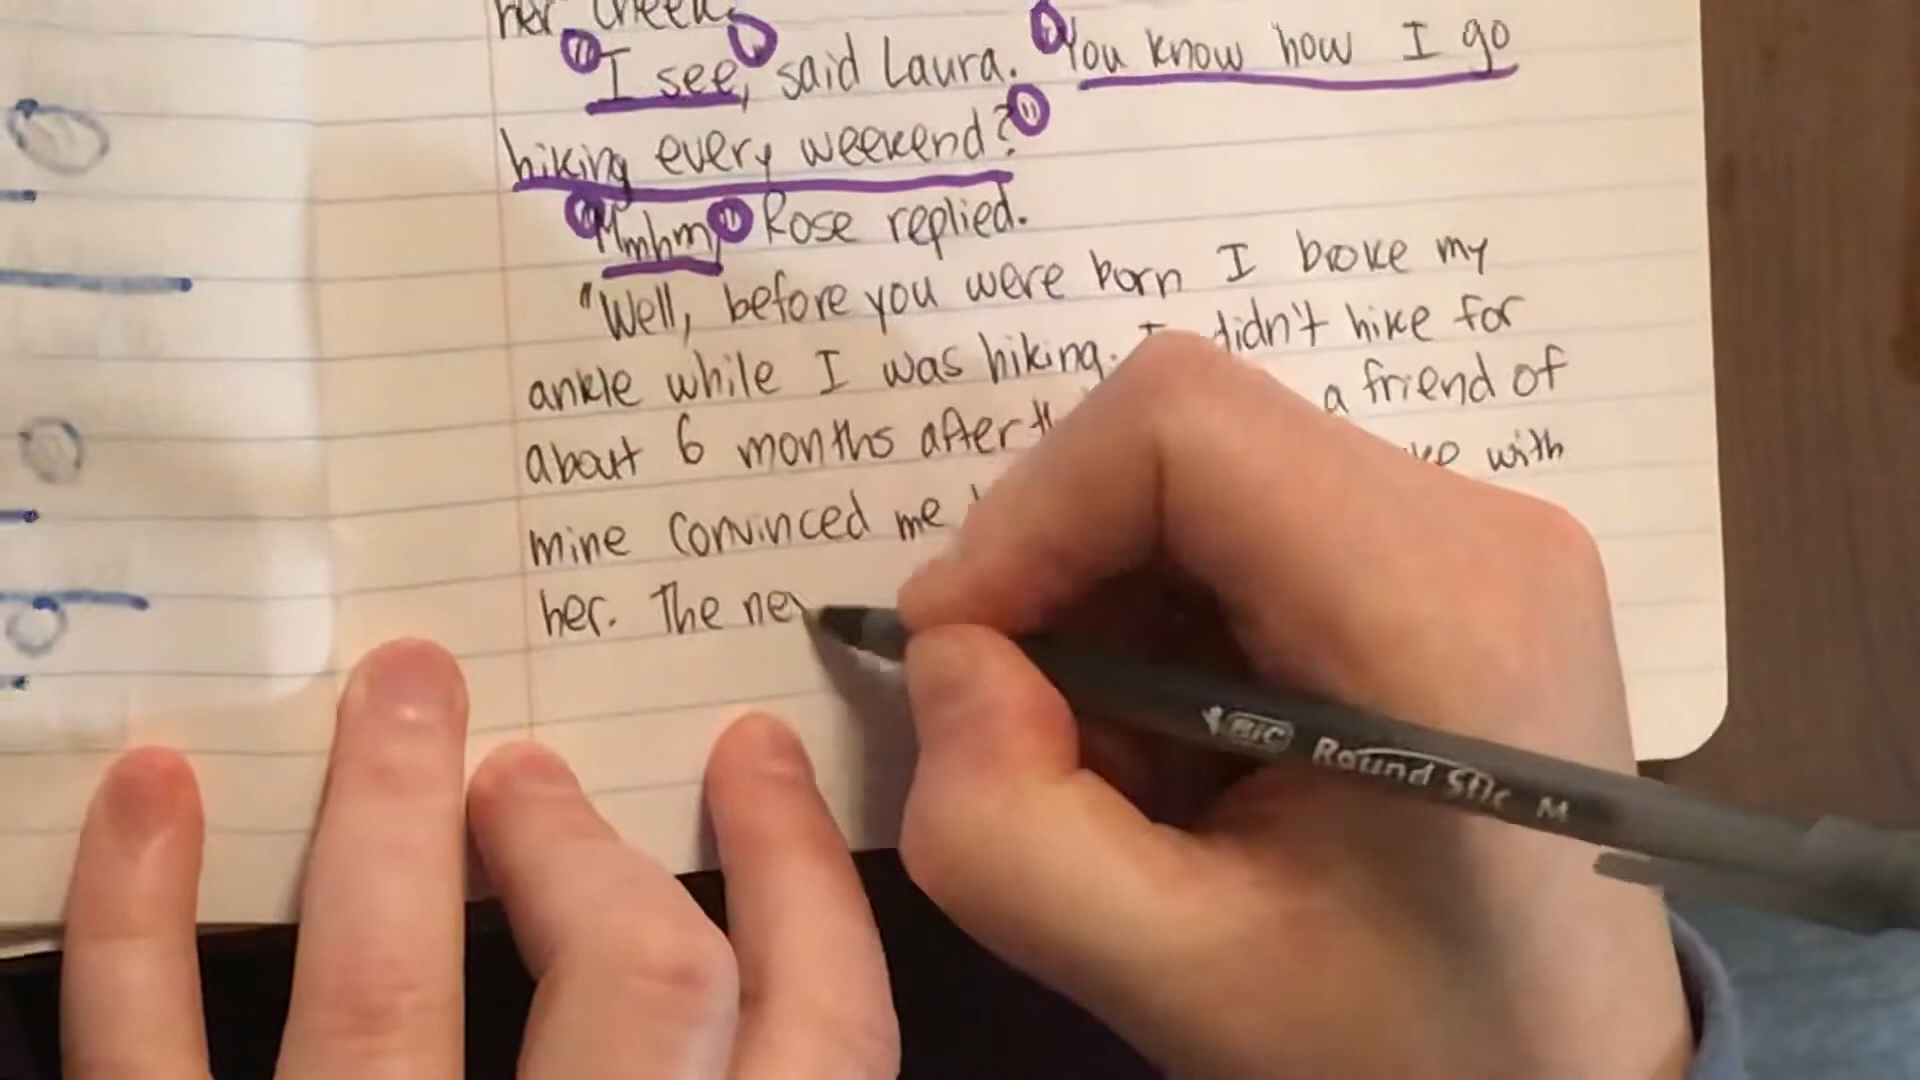 her cheek.
"I see," said Laura. "You know how I go
hiking every weekend?"
"Mmhm," Rose replied.
"Well, before you were born I broke my
ankle while I was hiking. I didn't hike for
about 6 months after a friend of
mine convinced me with
her. The
BIC Round Stic M